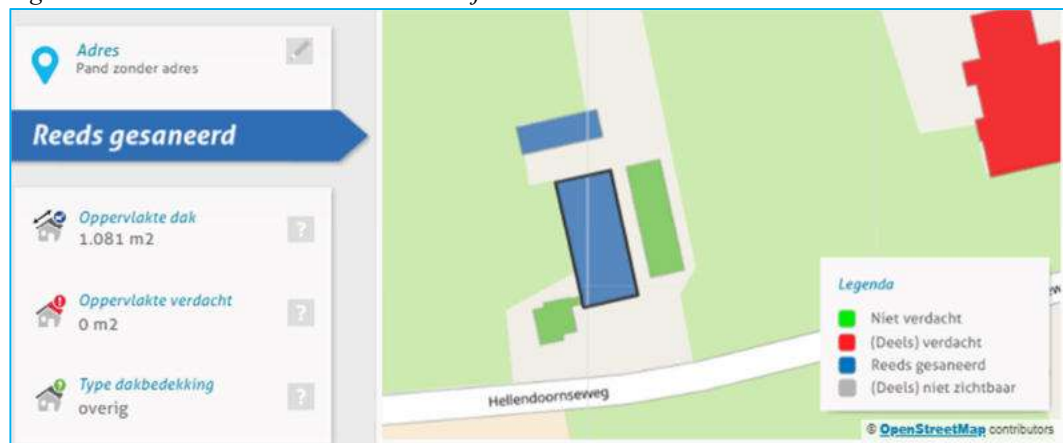 Adres
Pand zonder adres
Reeds gesaneerd
Oppervlakte dak
1.081 m2
?
Oppervlakte verdacht
0 m2
?
Type dakbedekking
overig
?
Hellendoornseweg
Legenda
Niet verdacht
(Deels) verdacht
Reeds gesaneerd
(Deels) niet zichtbaar
© OpenStreetMap contributors